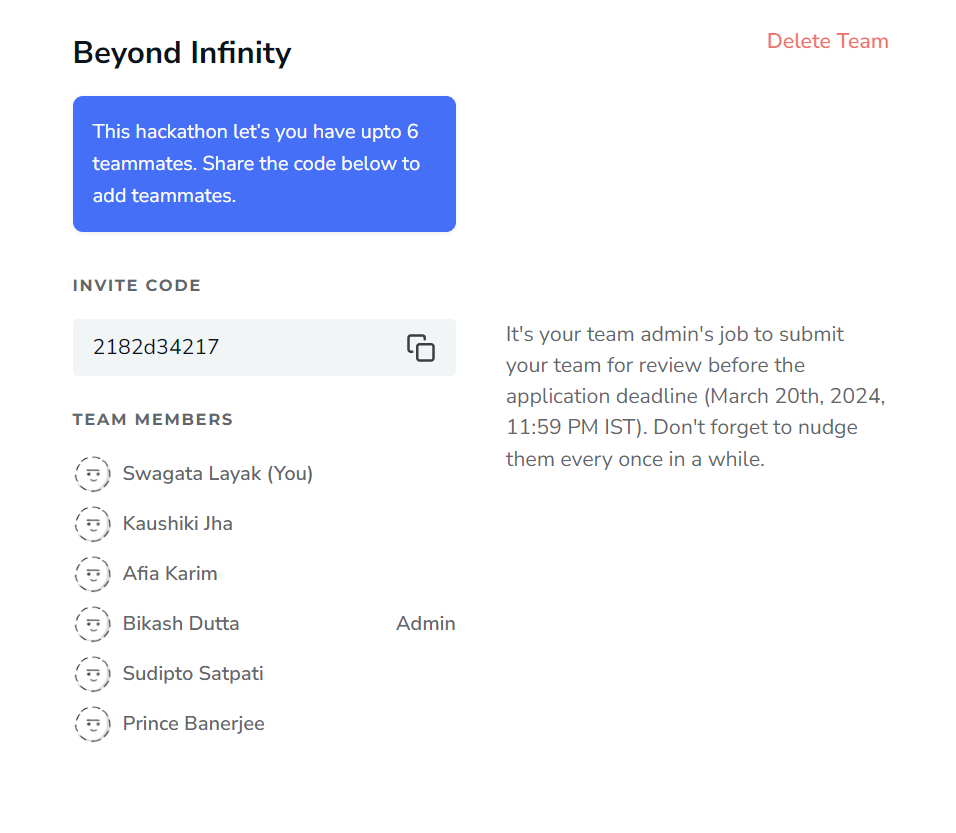 Beyond Infinity
Delete Team
This hackathon let's you have upto 6
teammates. Share the code below to
add teammates.
INVITE CODE
2182d34217
It's your team admin's job to submit
your team for review before the
application deadline (March 20th, 2024,
11:59 PM IST). Don't forget to nudge
them every once in a while.
TEAM MEMBERS
Swagata Layak (You)
Kaushiki Jha
Afia Karim
Bikash Dutta Admin
Sudipto Satpati
Prince Banerjee